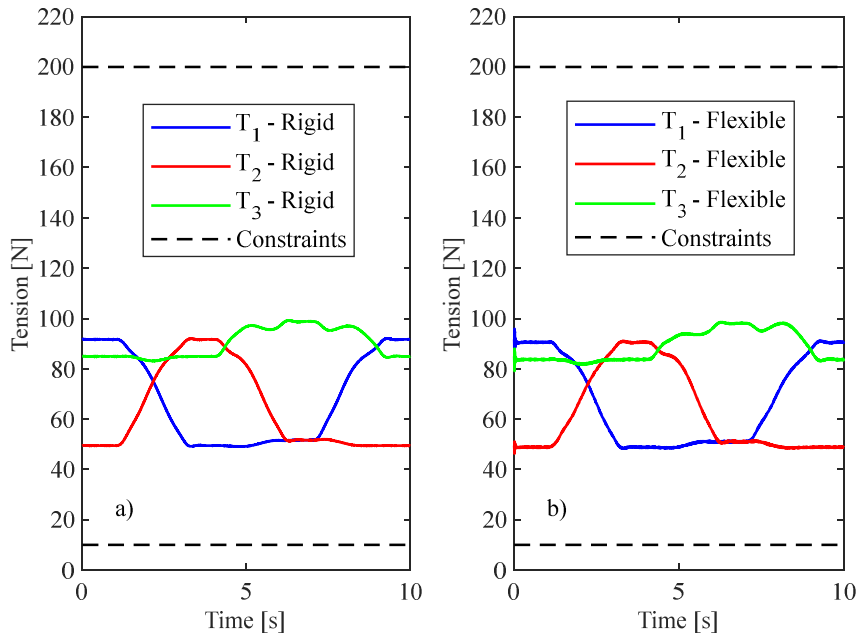 220
200
180
160
140
120
100
80
60
40
20
0
Tension [N]
T1 - Rigid
T2 - Rigid
T3 - Rigid
Constraints
a)
0
5
10
Time [s]
220
200
180
160
140
120
100
80
60
40
20
0
Tension [N]
T1 - Flexible
T2 - Flexible
T3 - Flexible
Constraints
b)
0
5
10
Time [s]